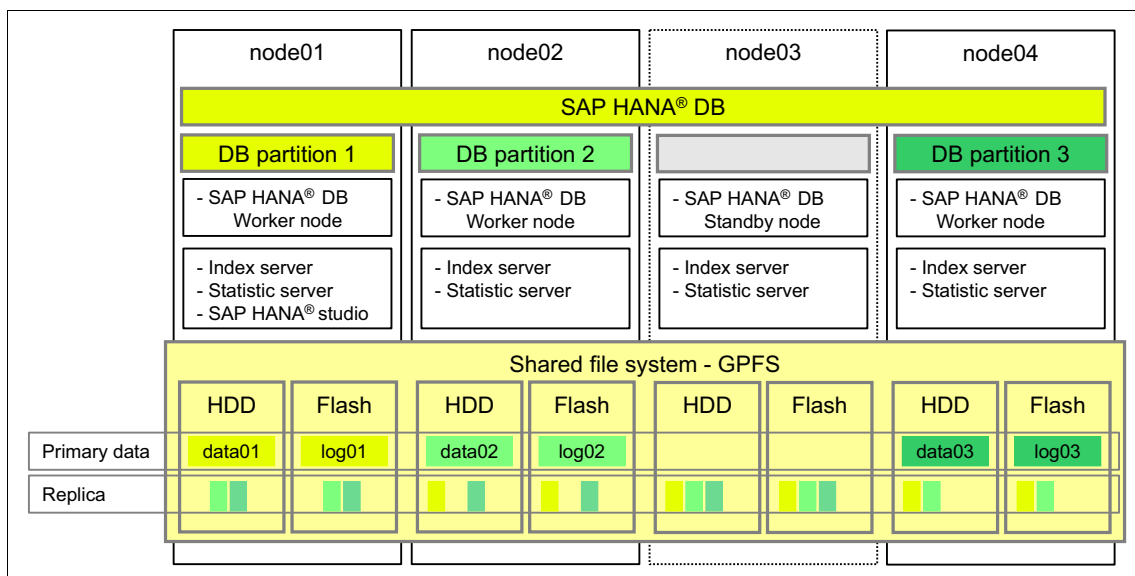 node01 node02 node03 node04
SAP HANA® DB
DB partition 1 DB partition 2 DB partition 3
- SAP HANA® DB
Worker node
- SAP HANA® DB
Worker node
- SAP HANA® DB
Standby node
- SAP HANA® DB
Worker node
- Index server
- Statistic server
- SAP HANA® studio
- Index server
- Statistic server
- Index server
- Statistic server
- Index server
- Statistic server
Shared file system - GPFS
HDD Flash HDD Flash HDD Flash HDD Flash
Primary data data01 log01 data02 log02 data03 log03
Replica